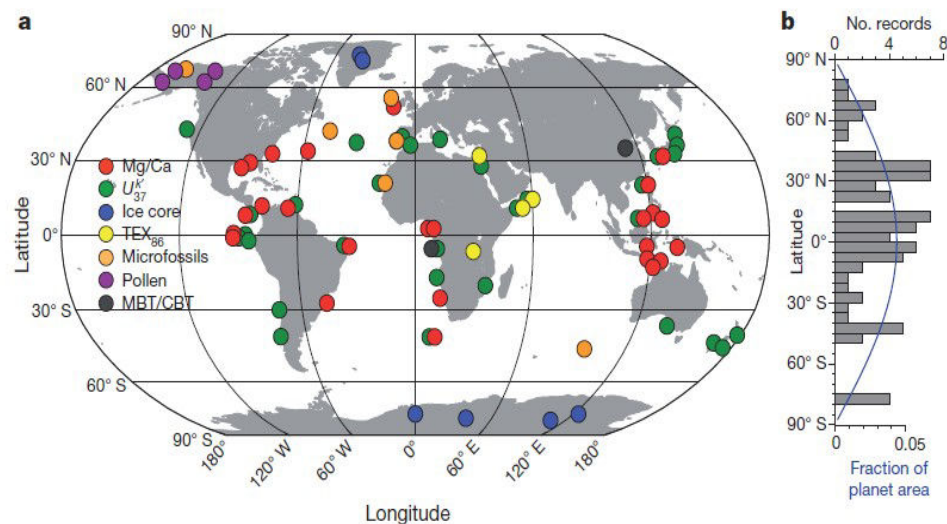 a
90° N
60° N
30° N
0°
30° S
60° S
90° S
Latitude
Mg/Ca
U37k'
Ice core
TEX86
Microfossils
Pollen
MBT/CBT
180°
120° W
60° W
0°
60° E
120° E
180°
Longitude
b
No. records
0 4 8
90° N
60° N
30° N
0°
30° S
60° S
90° S
Latitude
0 0.05
Fraction of
planet area